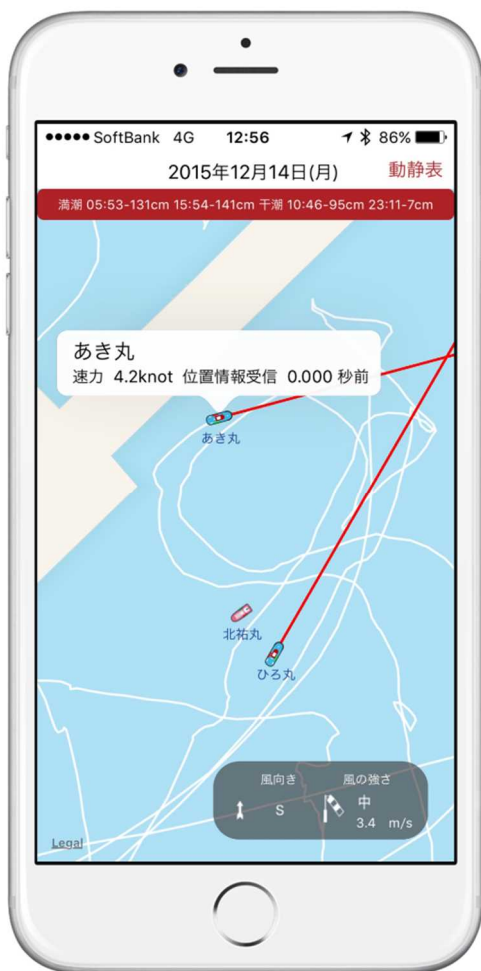 ●●●●● SoftBank 4G 12:56 86%
2015年12月14日(月) 動静表
満潮 05:53-131cm 15:54-141cm 干潮 10:46-95cm 23:11-7cm
あき丸
速力 4.2knot 位置情報受信 0.000 秒前
あき丸
北祐丸
ひろ丸
風向き 風の強さ
S 中
3.4 m/s
Legal